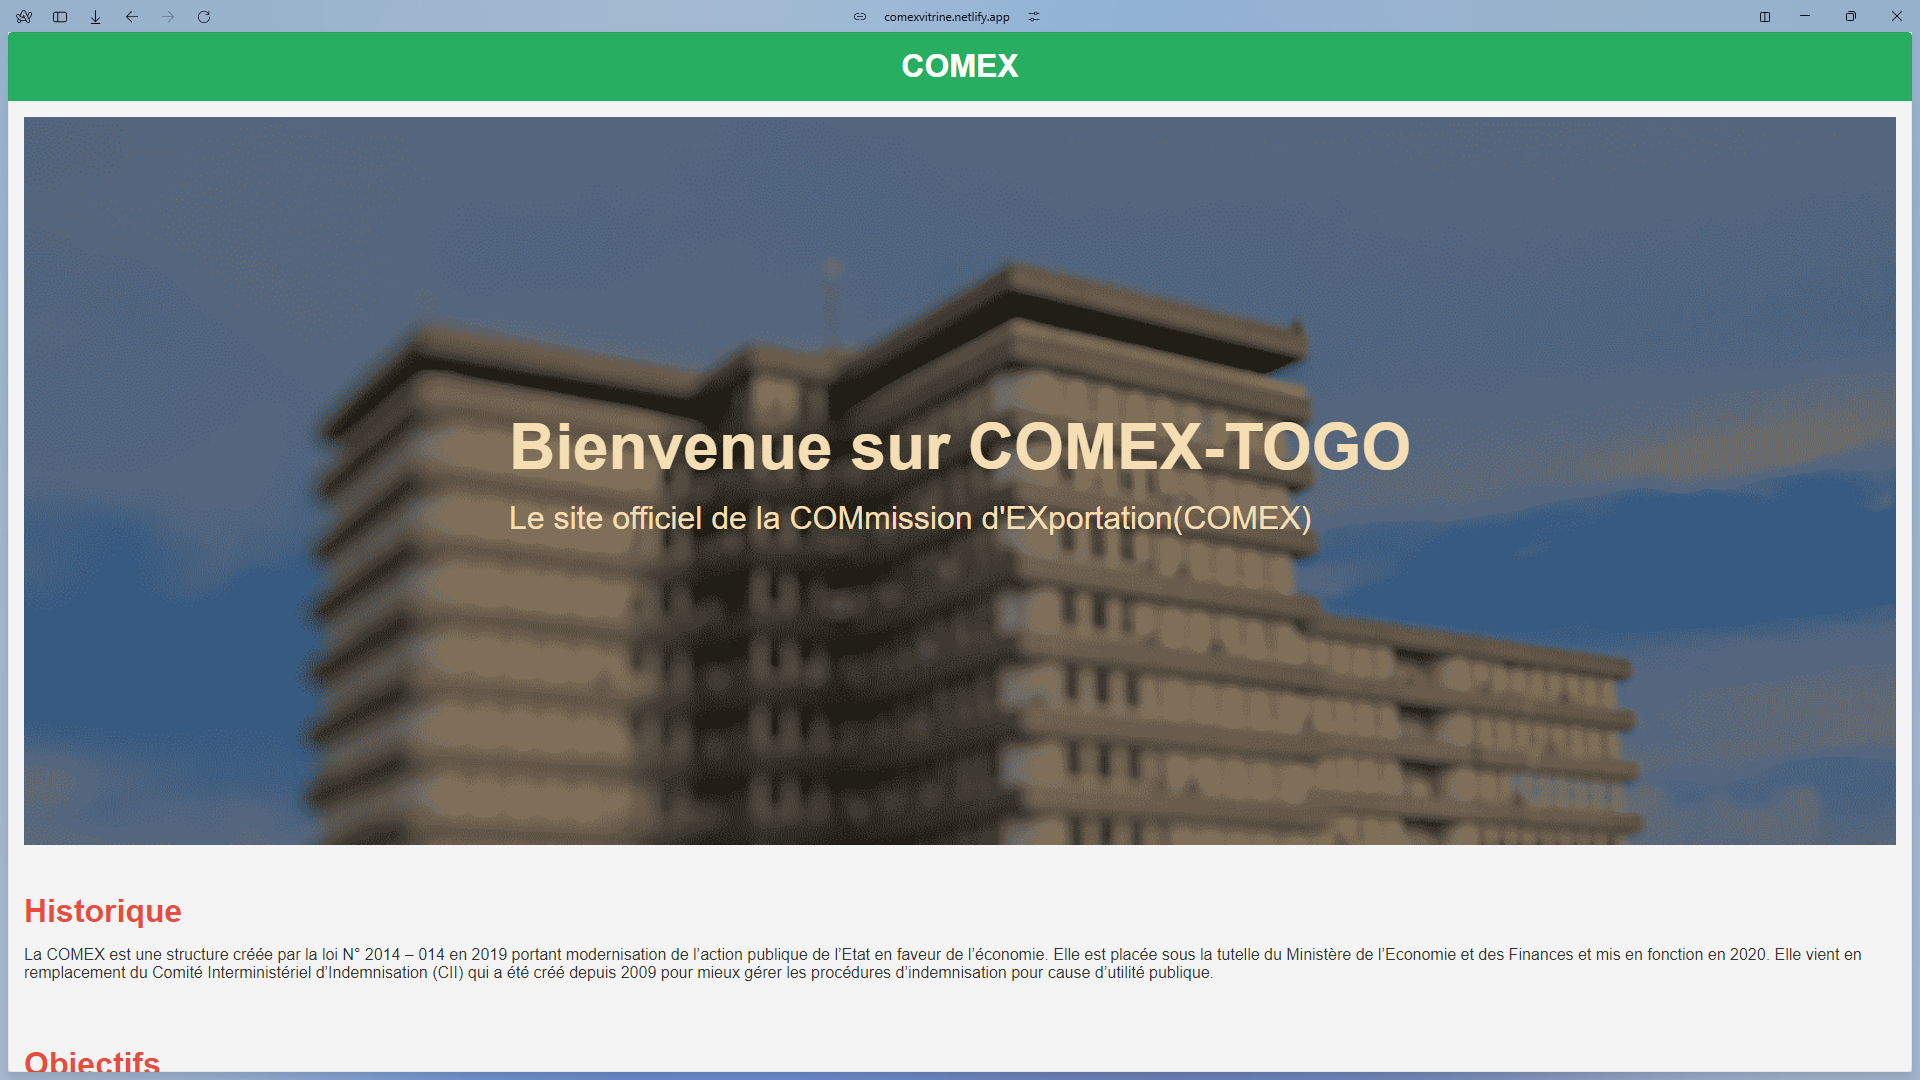 comexvitrine.netlify.app
COMEX
Bienvenue sur COMEX-TOGO
Le site officiel de la COMmission d'EXportation(COMEX)
Historique
La COMEX est une structure créée par la loi N° 2014 – 014 en 2019 portant modernisation de l’action publique de l’Etat en faveur de l’économie. Elle est placée sous la tutelle du Ministère de l’Economie et des Finances et mis en fonction en 2020. Elle vient en
remplacement du Comité Interministériel d’Indemnisation (CII) qui a été créé depuis 2009 pour mieux gérer les procédures d’indemnisation pour cause d’utilité publique.
Objectifs